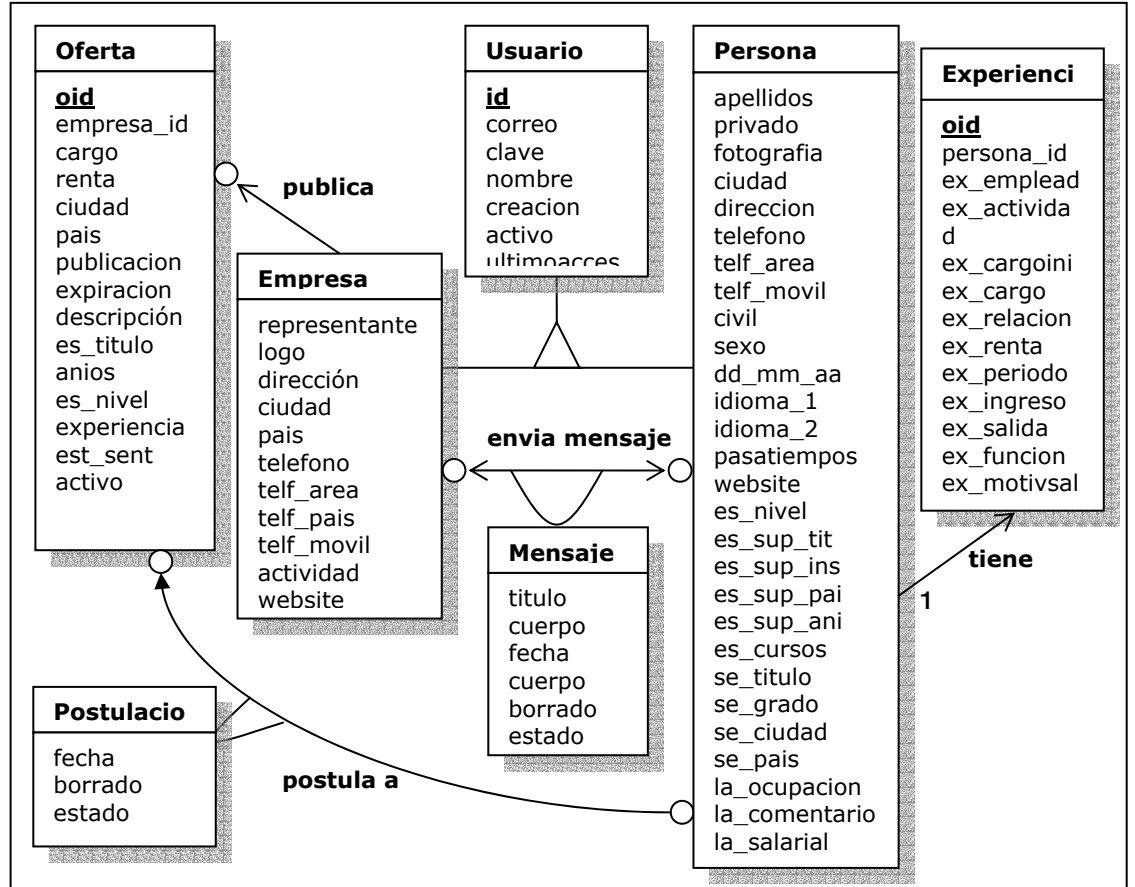 Oferta
oid
empresa_id
cargo
renta
ciudad
pais
publicacion
expiracion
descripción
es_titulo
anios
es_nivel
experiencia
est_sent
activo
publica
Empresa
representante
logo
dirección
ciudad
pais
telefono
telf_area
telf_pais
telf_movil
actividad
website
Usuario
id
correo
clave
nombre
creacion
activo
ultimoacces
envia mensaje
Mensaje
titulo
cuerpo
fecha
cuerpo
borrado
estado
Persona
apellidos
privado
fotografia
ciudad
direccion
telefono
telf_area
telf_movil
civil
sexo
dd_mm_aa
idioma_1
idioma_2
pasatiempos
website
es_nivel
es_sup_tit
es_sup_ins
es_sup_pai
es_sup_ani
es_cursos
se_titulo
se_grado
se_ciudad
se_pais
la_ocupacion
la_comentario
la_salarial
Experienci
oid
persona_id
ex_emplead
ex_activida
d
ex_cargoini
ex_cargo
ex_relacion
ex_renta
ex_periodo
ex_ingreso
ex_salida
ex_funcion
ex_motivsal
tiene
1
Postulacio
fecha
borrado
estado
postula a